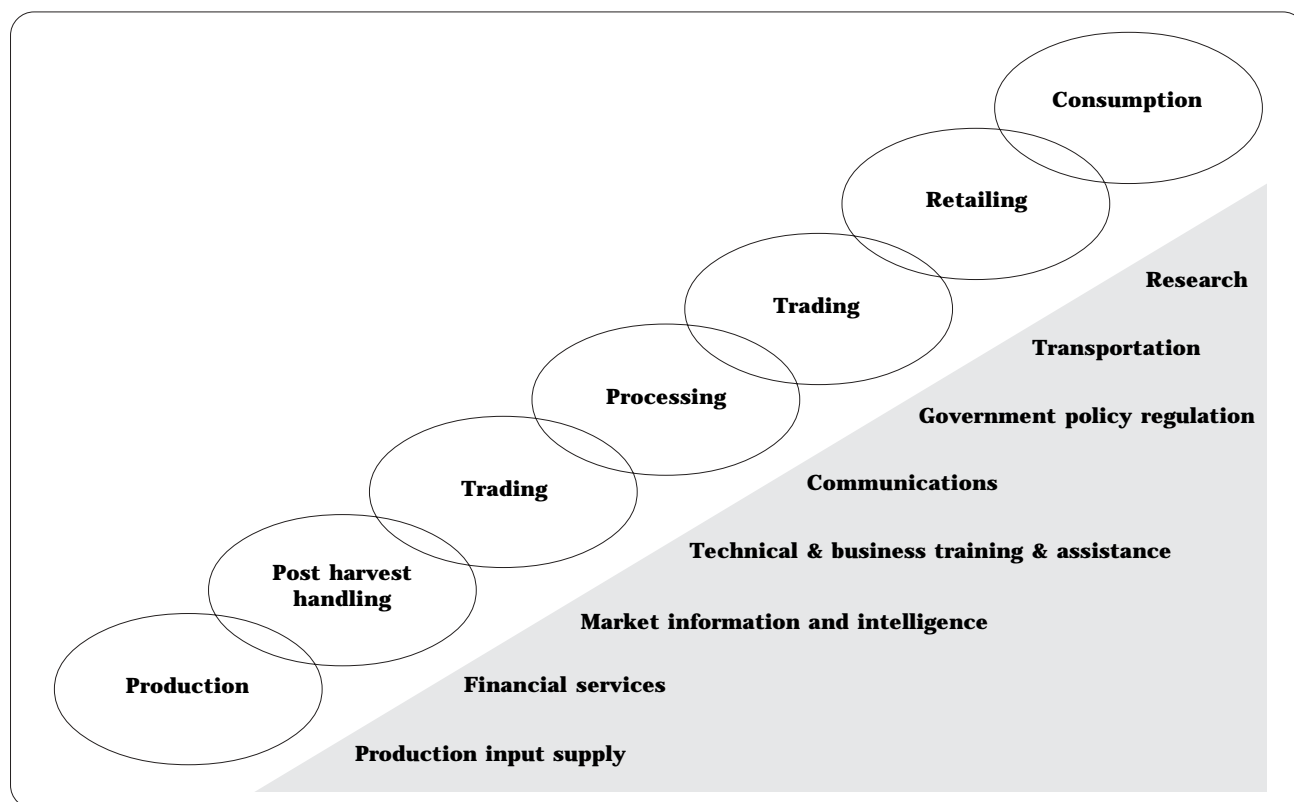 Consumption
Retailing
Research
Trading
Transportation
Processing
Government policy regulation
Trading
Communications
Technical & business training & assistance
Post harvest
handling
Market information and intelligence
Production
Financial services
Production input supply